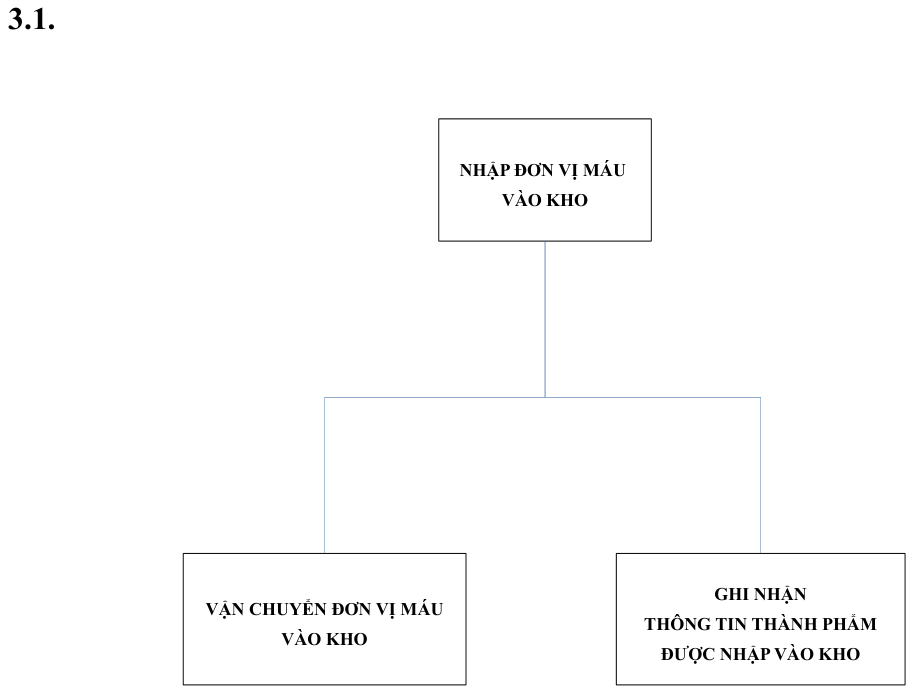 3.1.
NHẬP ĐƠN VỊ MÁU
VÀO KHO
VẬN CHUYỂN ĐƠN VỊ MÁU
VÀO KHO
GHI NHẬN
THÔNG TIN THÀNH PHẨM
ĐƯỢC NHẬP VÀO KHO